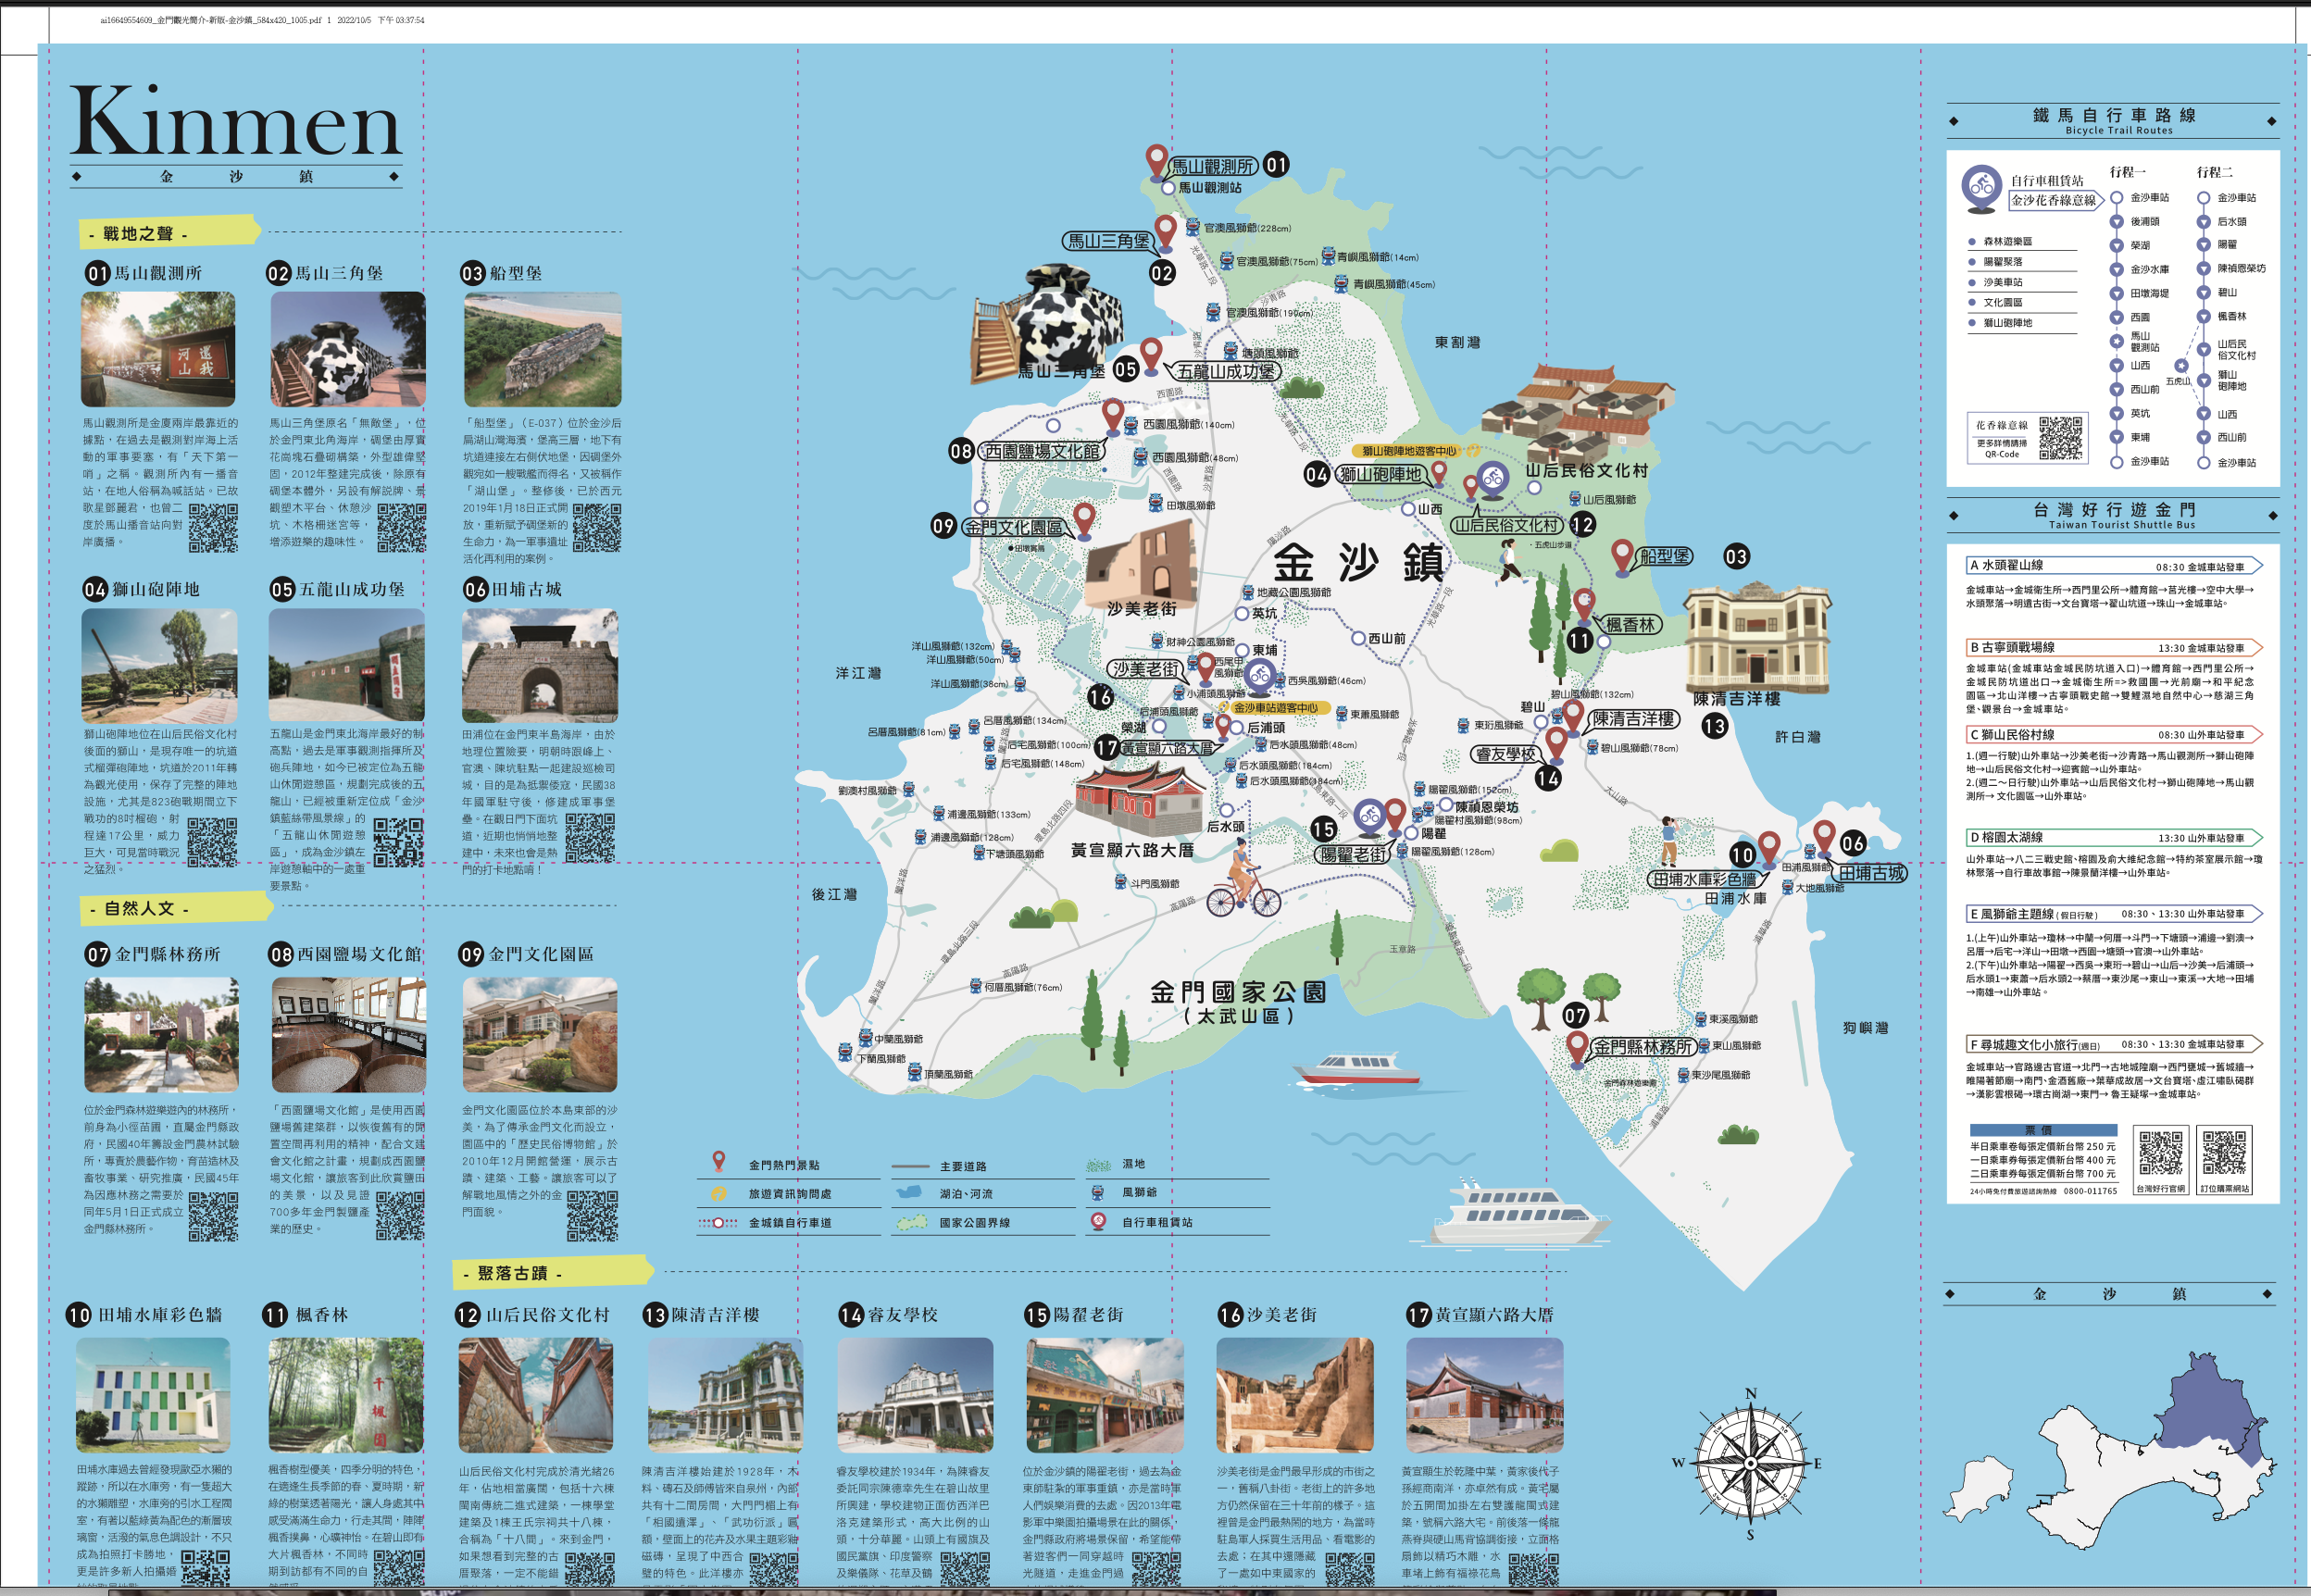 ai16649554609_金門觀光簡介-新版-金沙鎮_584x420_1005.pdf 1 2022/10/5 下午 03:37:54
Kinmen
金沙鎮
- 戰地之聲 -
01 馬山觀測所
馬山觀測所是金廈兩岸最靠近的
據點，在過去是觀測對岸海上活
動的軍事要塞，有「天下第一
哨」之稱。觀測所內有一播音
站，在地人俗稱為喊話站。已故
歌星鄧麗君，也曾二
度於馬山播音站向對
岸廣播。
02 馬山三角堡
馬山三角堡原名「無敵堡」，位
於金門東北角海岸，碉堡由厚實
花崗塊石疊砌構築，外型雄偉堅
固，2012年整建完成後，除原有
碉堡本體外，另設有解說牌、景
觀塑木平台、休憩沙
坑、木格柵迷宮等，
增添遊樂的趣味性。
03 船型堡
「船型堡」（E-037）位於金沙后
扁湖山灣海濱，堡高三層，地下有
坑道連接左右側伏地堡，因碉堡外
觀宛如一艘戰艦而得名，又被稱作
「湖山堡」。整修後，已於西元
2019年1月18日正式開
放，重新賦予碉堡新的
生命力，為一軍事遺址
活化再利用的案例。
04 獅山砲陣地
獅山砲陣地位在山后民俗文化村
後面的獅山，是現存唯一的坑道
式榴彈砲陣地，坑道於2011年轉
為觀光使用，保存了完整的陣地
設施，尤其是823砲戰期間立下
戰功的8吋榴砲，射
程達17公里，威力
巨大，可見當時戰況
之猛烈。
05 五龍山成功堡
五龍山是金門東北海岸最好的制
高點，過去是軍事觀測指揮所及
砲兵陣地，如今已被定位為五龍
山休閒遊憩區，規劃完成後的五
龍山，已經被重新定位成「金沙
鎮藍絲帶風景線」的
「五龍山休閒遊憩
區」，成為金沙鎮左
岸遊憩軸中的一處重
要景點。
06 田埔古城
田浦位在金門東半島海岸，由於
地理位置險要，明朝時跟峰上、
官澳、陳坑駐點一起建設巡檢司
城，目的是為抵禦倭寇，民國38
年國軍駐守後，修建成軍事堡
壘。在觀日門下面坑
道，近期也悄悄地整
建中，未來也會是熱
門的打卡地點唷！
- 自然人文 -
07 金門縣林務所
位於金門森林遊樂遊內的林務所，
前身為小徑苗圃，直屬金門縣政
府，民國40年籌設金門農林試驗
所，專責於農藝作物，育苗造林及
畜牧事業、研究推廣，民國45年
為因應林務之需要於
同年5月1日正式成立
金門縣林務所。
08 西園鹽場文化館
「西園鹽場文化館」是使用西園
鹽場舊建築群，以恢復舊有的閒
置空間再利用的精神，配合文建
會文化館之計畫，規劃成西園鹽
場文化館，讓旅客到此欣賞鹽田
的美景，以及見證
700多年金門製鹽產
業的歷史。
09 金門文化園區
金門文化園區位於本島東部的沙
美，為了傳承金門文化而設立，
園區中的「歷史民俗博物館」於
2010年12月開館營運，展示古
蹟、建築、工藝。讓旅客可以了
解戰地風情之外的金
門面貌。
- 聚落古蹟 -
10 田埔水庫彩色牆
田埔水庫過去曾經發現歐亞水獺的
蹤跡，所以在水庫旁，有一隻超大
的水獺雕塑，水庫旁的引水工程閥
室，有著以藍綠黃為配色的漸層玻
璃窗，活潑的氣息色調設計，不只
成為拍照打卡勝地，
更是許多新人拍攝婚
11 楓香林
楓香樹型優美，四季分明的特色，
在適逢生長季節的春、夏時期，新
綠的樹葉透著陽光，讓人身處其中
感受滿滿生命力，行走其間，陣陣
楓香撲鼻，心曠神怡。在碧山即有
大片楓香林，不同時
期到訪都有不同的自
12 山后民俗文化村
山后民俗文化村完成於清光緒26
年，佔地相當廣闊，包括十六棟
閩南傳統二進式建築，一棟學堂
建築及1棟王氏宗祠共十八棟，
合稱為「十八間」。來到金門，
如果想看到完整的古
厝聚落，一定不能錯
13 陳清吉洋樓
陳清吉洋樓始建於1928年，木
料、磚石及師傅皆來自泉州，內部
共有十二間房間，大門門楣上有
「相國遺澤」、「武功衍派」匾
額，壁面上的花卉及水果主題彩釉
磁磚，呈現了中西合
璧的特色。此洋樓亦
14 睿友學校
睿友學校建於1934年，為陳睿友
委託同宗陳德幸先生在碧山故里
所興建，學校建物正面仿西洋巴
洛克建築形式，高大比例的山
頭，十分華麗。山頭上有國旗及
國民黨旗、印度警察
及樂儀隊、花草及鶴
15 陽翟老街
位於金沙鎮的陽翟老街，過去為金
東師駐紮的軍事重鎮，亦是當時軍
人們娛樂消費的去處。因2013年電
影軍中樂園拍攝場景在此的關係，
金門縣政府將場景保留，希望能帶
著遊客們一同穿越時
光隧道，走進金門過
16 沙美老街
沙美老街是金門最早形成的市街之
一，舊稱八卦街。老街上的許多地
方仍然保留在三十年前的樣子。這
裡曾是金門最熱鬧的地方，為當時
駐島軍人採買生活用品、看電影的
去處；在其中還隱藏
了一處如中東國家的
17 黃宣顯六路大厝
黃宣顯生於乾隆中葉，黃家後代子
孫經商南洋，亦卓然有成。黃宅屬
於五開間加掛左右雙護龍閩式建
築，號稱六路大宅。前後落一條龍
燕脊與硬山馬背協調銜接，立面格
扇飾以精巧木雕，水
車堵上飾有福祿花鳥
馬山觀測所 01
馬山觀測站
官澳風獅爺(228cm)
馬山三角堡
02
官澳風獅爺(75cm)
青嶼風獅爺(14cm)
青嶼風獅爺(45cm)
官澳風獅爺(190cm)
塘頭風獅爺
馬山三角堡
05 五龍山成功堡
東割灣
西園風獅爺(140cm)
08 西園鹽場文化館
西園風獅爺(48cm)
獅山砲陣地遊客中心
04 獅山砲陣地
山后民俗文化村
山后風獅爺
田墩風獅爺
山西
09 金門文化園區
山后民俗文化村 12
五虎山步道
金沙鎮
船型堡
03
沙美老街
地藏公園風獅爺
英坑
11 楓香林
西山前
財神公園風獅爺
東埔
洋山風獅爺(132cm)
洋山風獅爺(50cm)
洋山風獅爺(38cm)
洋江灣
沙美老街
16
西吳風獅爺(46cm)
小浦頭風獅爺
金沙車站遊客中心
后浦頭風獅爺
榮湖
后浦頭
東蕭風獅爺
碧山風獅爺(132cm)
碧山
陳清吉洋樓
陳清吉洋樓
13
許白灣
東珩風獅爺
碧山風獅爺(78cm)
睿友學校
14
呂厝風獅爺(134cm)
呂厝風獅爺(81cm)
后宅風獅爺(100cm)
后宅風獅爺(148cm)
17 黃宣顯六路大厝
后水頭風獅爺(48cm)
后水頭風獅爺(184cm)
后水頭風獅爺(184cm)
劉澳村風獅爺
浦邊風獅爺(133cm)
浦邊風獅爺(128cm)
下塘頭風獅爺
后水頭
黃宣顯六路大厝
斗門風獅爺
陽翟風獅爺(152cm)
陳禎恩榮坊
陽翟村風獅爺(98cm)
陽翟
15
陽翟老街
陽翟風獅爺(128cm)
大山路
10
田埔水庫彩色牆
田浦水庫
田浦風獅爺
06
田埔古城
大地風獅爺
後江灣
高陽路
高陽路
玉章路
何厝風獅爺(76cm)
金門國家公園
(太武山區)
中蘭風獅爺
下蘭風獅爺
頂蘭風獅爺
07
金門縣林務所
東溪風獅爺
東山風獅爺
東沙尾風獅爺
狗嶼灣
金門熱門景點
旅遊資訊詢問處
金城鎮自行車道
主要道路
湖泊、河流
國家公園界線
濕地
風獅爺
自行車租賃站
鐵馬自行車路線
Bicycle Trail Routes
自行車租賃站
金沙花香綠意線
森林遊樂區
陽翟聚落
沙美車站
文化園區
獅山砲陣地
花香綠意線
更多詳情請掃
QR-Code
行程一
金沙車站
後浦頭
榮湖
金沙水庫
田墩海堤
西園
馬山
觀測站
山西
西山前
英坑
東埔
金沙車站
行程二
金沙車站
后水頭
陽翟
陳禎恩榮坊
碧山
楓香林
山后民
俗文化村
五虎山
獅山
砲陣地
山西
西山前
金沙車站
台灣好行遊金門
Taiwan Tourist Shuttle Bus
A 水頭翟山線 08:30 金城車站發車
金城車站→金城衛生所→西門里公所→體育館→莒光樓→空中大學→
水頭聚落→明遺古街→文台寶塔→翟山坑道→珠山→金城車站。
B 古寧頭戰場線 13:30 金城車站發車
金城車站(金城車站金城民防坑道入口)→體育館→西門里公所→
金城民防坑道出口→金城衛生所=>救國團→光前廟→和平紀念
園區→北山洋樓→古寧頭戰史館→雙鯉濕地自然中心→慈湖三角
堡、觀景台→金城車站。
C 獅山民俗村線 08:30 山外車站發車
1.(週一行駛)山外車站→沙美老街→沙青路→馬山觀測所→獅山砲陣
地→山后民俗文化村→迎賓館→山外車站。
2.(週二～日行駛)山外車站→山后民俗文化村→獅山砲陣地→馬山觀
測所→ 文化園區→山外車站。
D 榕園太湖線 13:30 山外車站發車
山外車站→八二三戰史館、榕園及俞大維紀念館→特約茶室展示館→瓊
林聚落→自行車故事館→陳景蘭洋樓→山外車站。
E 風獅爺主題線(假日行駛) 08:30、13:30 山外車站發車
1.(上午)山外車站→瓊林→中蘭→何厝→斗門→下塘頭→浦邊→劉澳→
呂厝→后宅→洋山→田墩→西園→塘頭→官澳→山外車站。
2.(下午)山外車站→陽翟→西吳→東珩→碧山→山后→沙美→后浦頭→
后水頭1→東蕭→后水頭2→蔡厝→東沙尾→東山→東溪→大地→田埔
→南雄→山外車站。
F 尋城趣文化小旅行(週日) 08:30、13:30 金城車站發車
金城車站→官路邊古官道→北門→古地城隍廟→西門甕城→舊城牆→
唯陽著節廟→南門、金酒舊廠→葉華成故居→文台寶塔、虛江嘯臥碣群
→漢影雲根碣→環古崗湖→東門→ 魯王疑塚→金城車站。
票價
半日乘車卷每張定價新台幣 250 元
一日乘車券每張定價新台幣 400 元
二日乘車券每張定價新台幣 700 元
24小時免付費旅遊諮詢熱線 0800-011765
台灣好行官網
訂位購票網站
金沙鎮
N
W
E
S